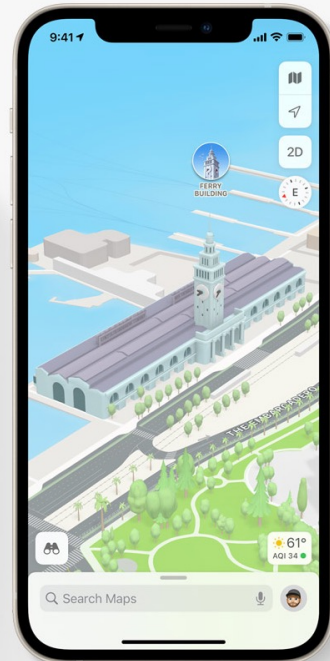 9:41
2D
E
FERRY
BUILDING
THE EMBARCADERO
61°
AQI 34
Search Maps